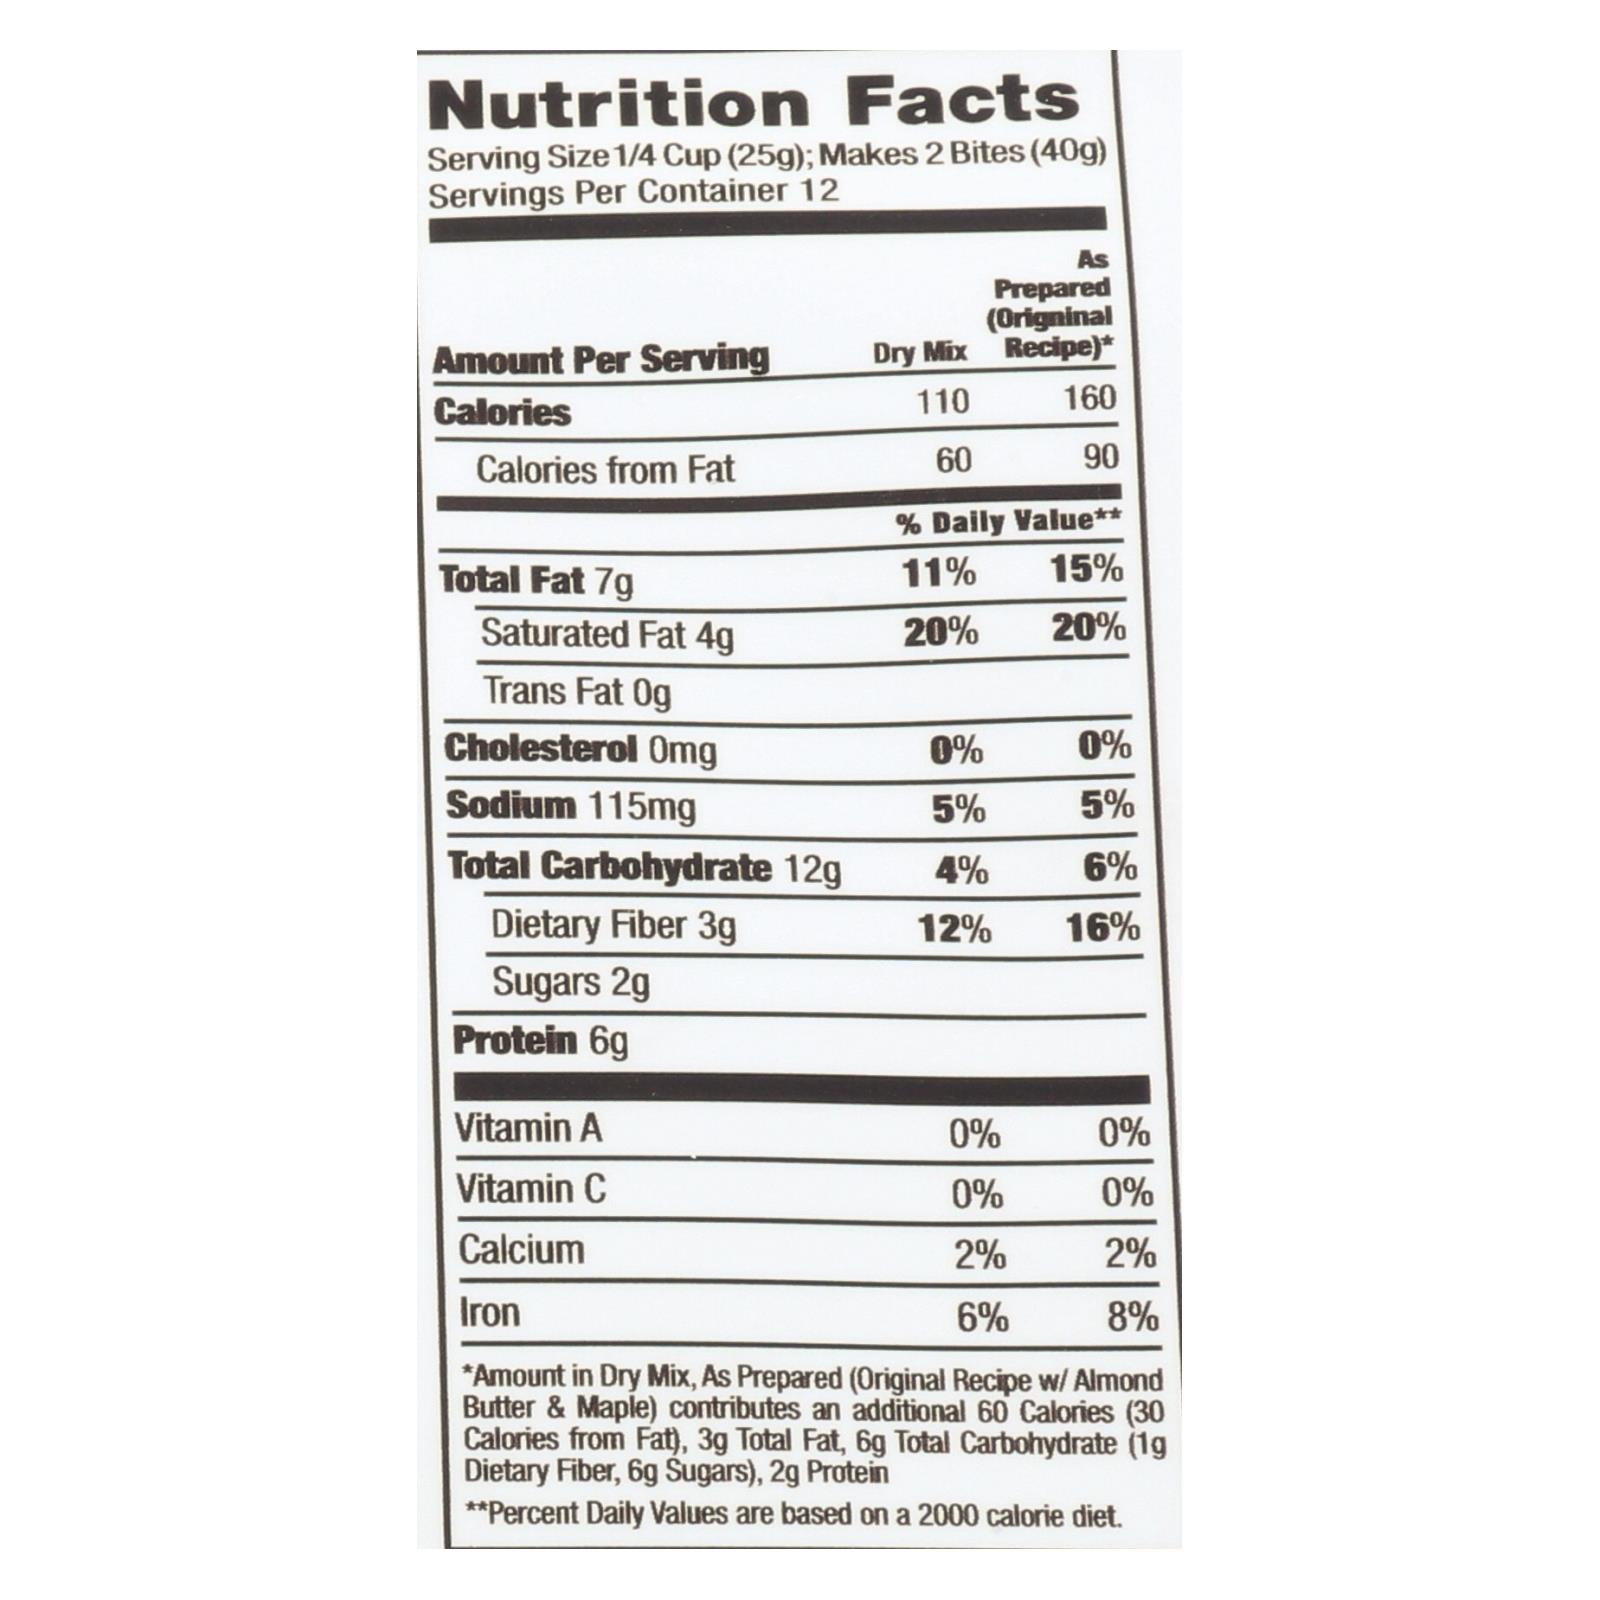 Nutrition Facts
Serving Size 1/4 Cup (25g); Makes 2 Bites (40g)
Servings Per Container 12
As
Prepared
(Origninal
Amount Per Serving Dry Mix Recipe)*
Calories 110 160
Calories from Fat 60 90
% Daily Value**
Total Fat 7g 11% 15%
Saturated Fat 4g 20% 20%
Trans Fat 0g
Cholesterol 0mg 0% 0%
Sodium 115mg 5% 5%
Total Carbohydrate 12g 4% 6%
Dietary Fiber 3g 12% 16%
Sugars 2g
Protein 6g
Vitamin A 0% 0%
Vitamin C 0% 0%
Calcium 2% 2%
Iron 6% 8%
*Amount in Dry Mix, As Prepared (Original Recipe w/ Almond
Butter & Maple) contributes an additional 60 Calories (30
Calories from Fat), 3g Total Fat, 6g Total Carbohydrate (1g
Dietary Fiber, 6g Sugars), 2g Protein
**Percent Daily Values are based on a 2000 calorie diet.